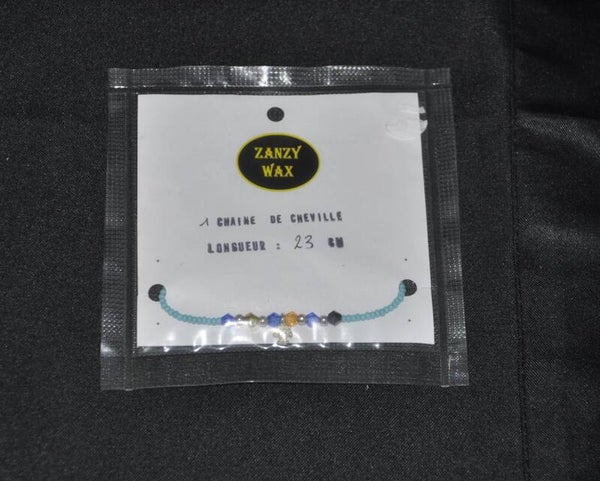 ZANZY
WAX
1 CHAINE DE CHEVILLE
LONGUEUR : 23 CM